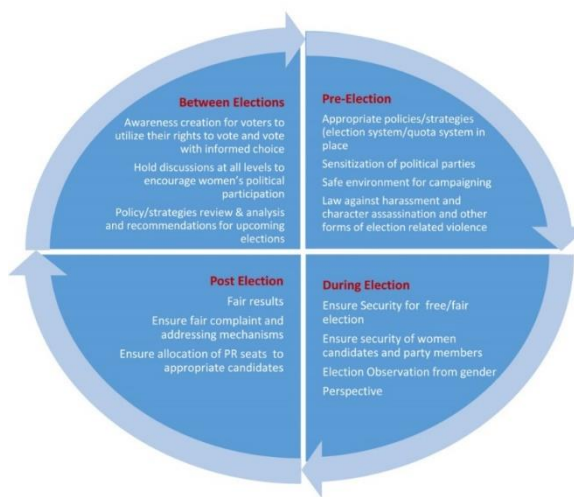 Between Elections
Awareness creation for voters to
utilize their rights to vote and vote
with informed choice
Hold discussions at all levels to
encourage women's political
participation
Policy/strategies review & analysis
and recommendations for upcoming
elections
Pre-Election
Appropriate policies/strategies
(election system/quota system in
place
Sensitization of political parties
Safe environment for campaigning
Law against harassment and
character assassination and other
forms of election related violence
Post Election
Fair results
Ensure fair complaint and
addressing mechanisms
Ensure allocation of PR seats to
appropriate candidates
During Election
Ensure Security for free/fair
election
Ensure security of women
candidates and party members
Election Observation from gender
Perspective